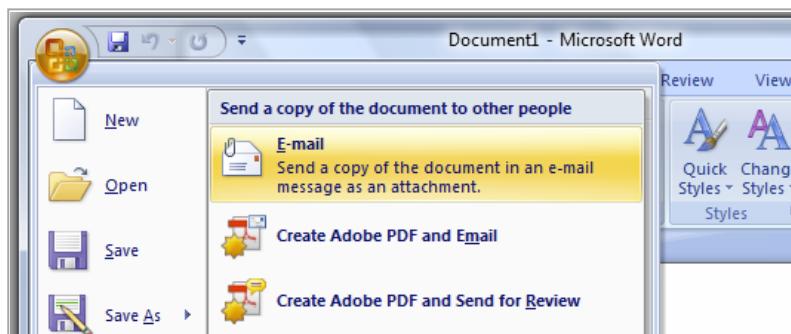 Document1 - Microsoft Word
Review View
New
Open
Save
Save As
Send a copy of the document to other people
E-mail
Send a copy of the document in an e-mail
message as an attachment.
Create Adobe PDF and Email
Create Adobe PDF and Send for Review
Quick
Styles
Chang
Styles
Styles